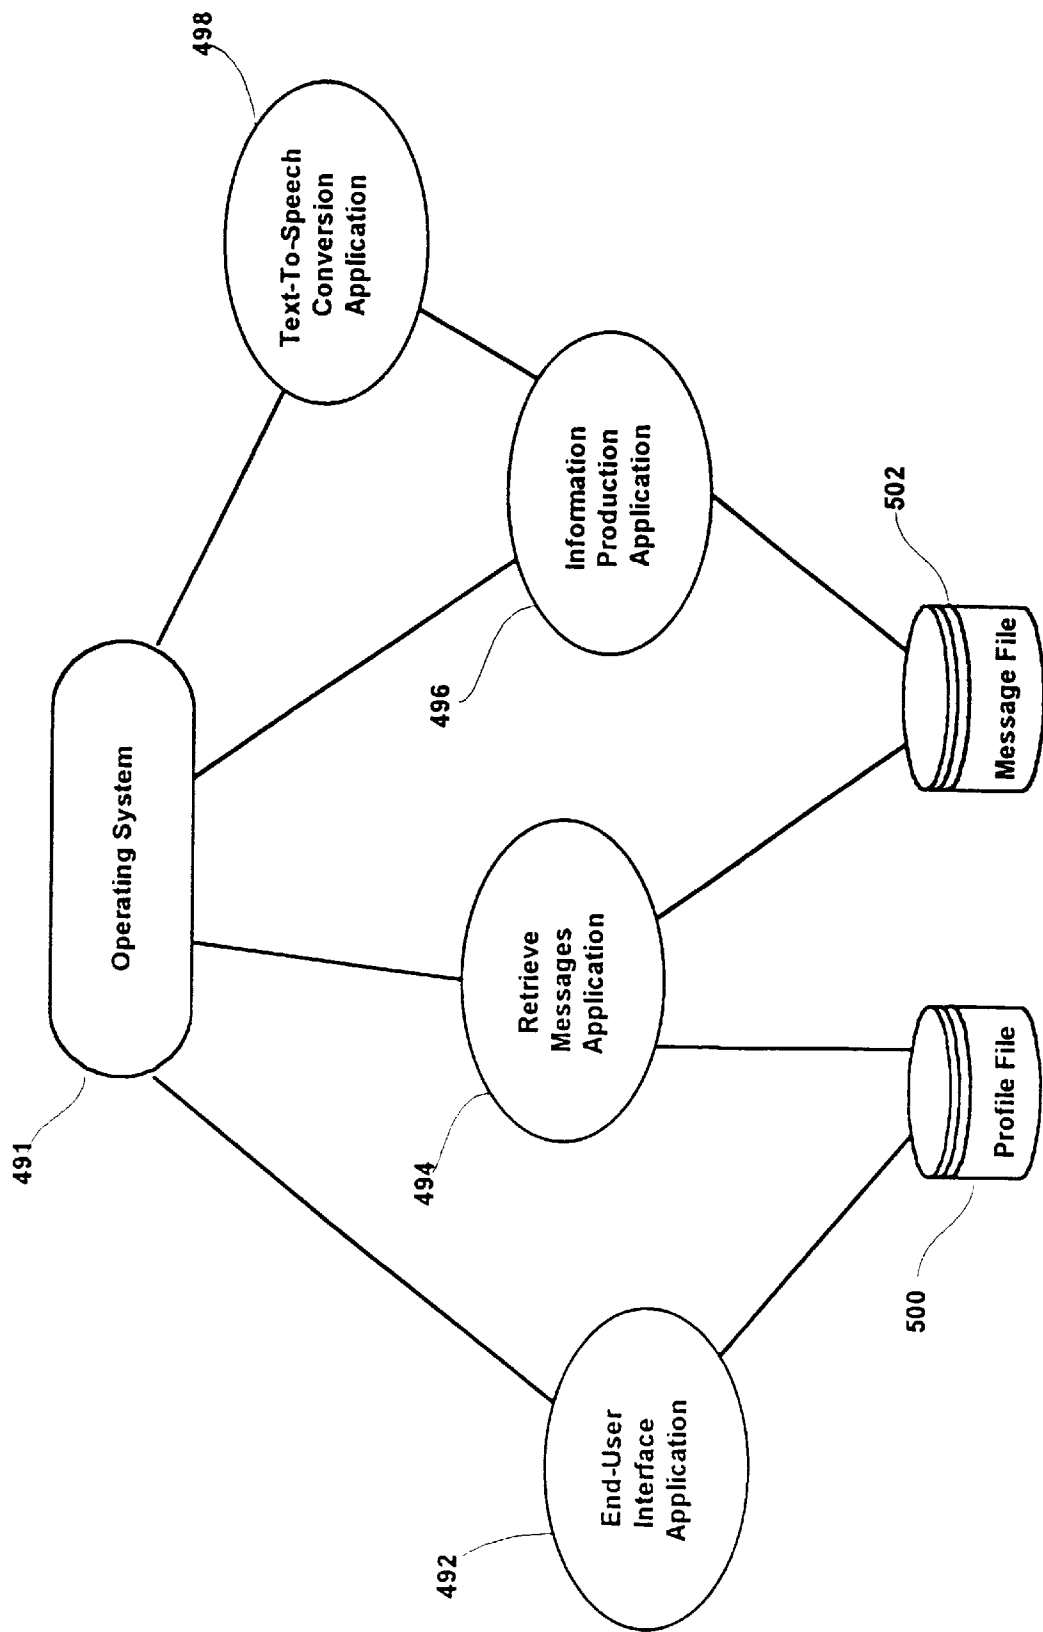 491
Operating System
498
Text-To-Speech
Conversion
Application
494
Retrieve
Messages
Application
496
Information
Production
Application
492
End-User
Interface
Application
500
Profile File
502
Message File